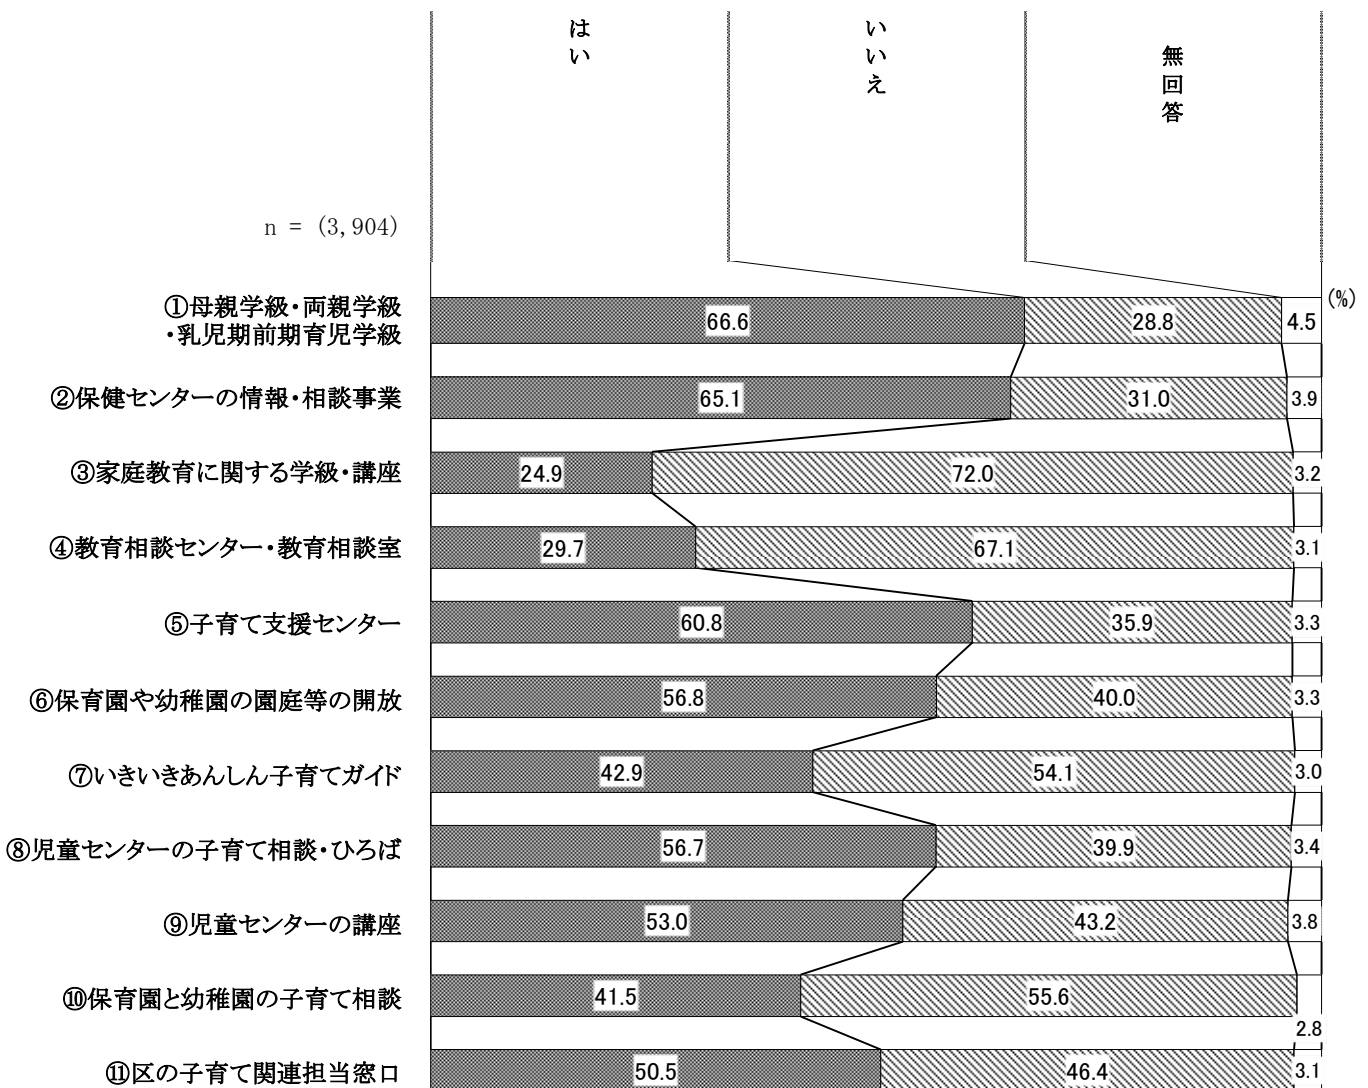 はい
いいえ
無回答
n = (3,904)
(%)
①母親学級・両親学級
・乳児期前期育児学級
66.6 28.8 4.5
②保健センターの情報・相談事業 65.1 31.0 3.9
③家庭教育に関する学級・講座 24.9 72.0 3.2
④教育相談センター・教育相談室 29.7 67.1 3.1
⑤子育て支援センター 60.8 35.9 3.3
⑥保育園や幼稚園の園庭等の開放 56.8 40.0 3.3
⑦いきいきあんしん子育てガイド 42.9 54.1 3.0
⑧児童センターの子育て相談・ひろば 56.7 39.9 3.4
⑨児童センターの講座 53.0 43.2 3.8
⑩保育園と幼稚園の子育て相談 41.5 55.6
2.8
⑪区の子育て関連担当窓口 50.5 46.4 3.1